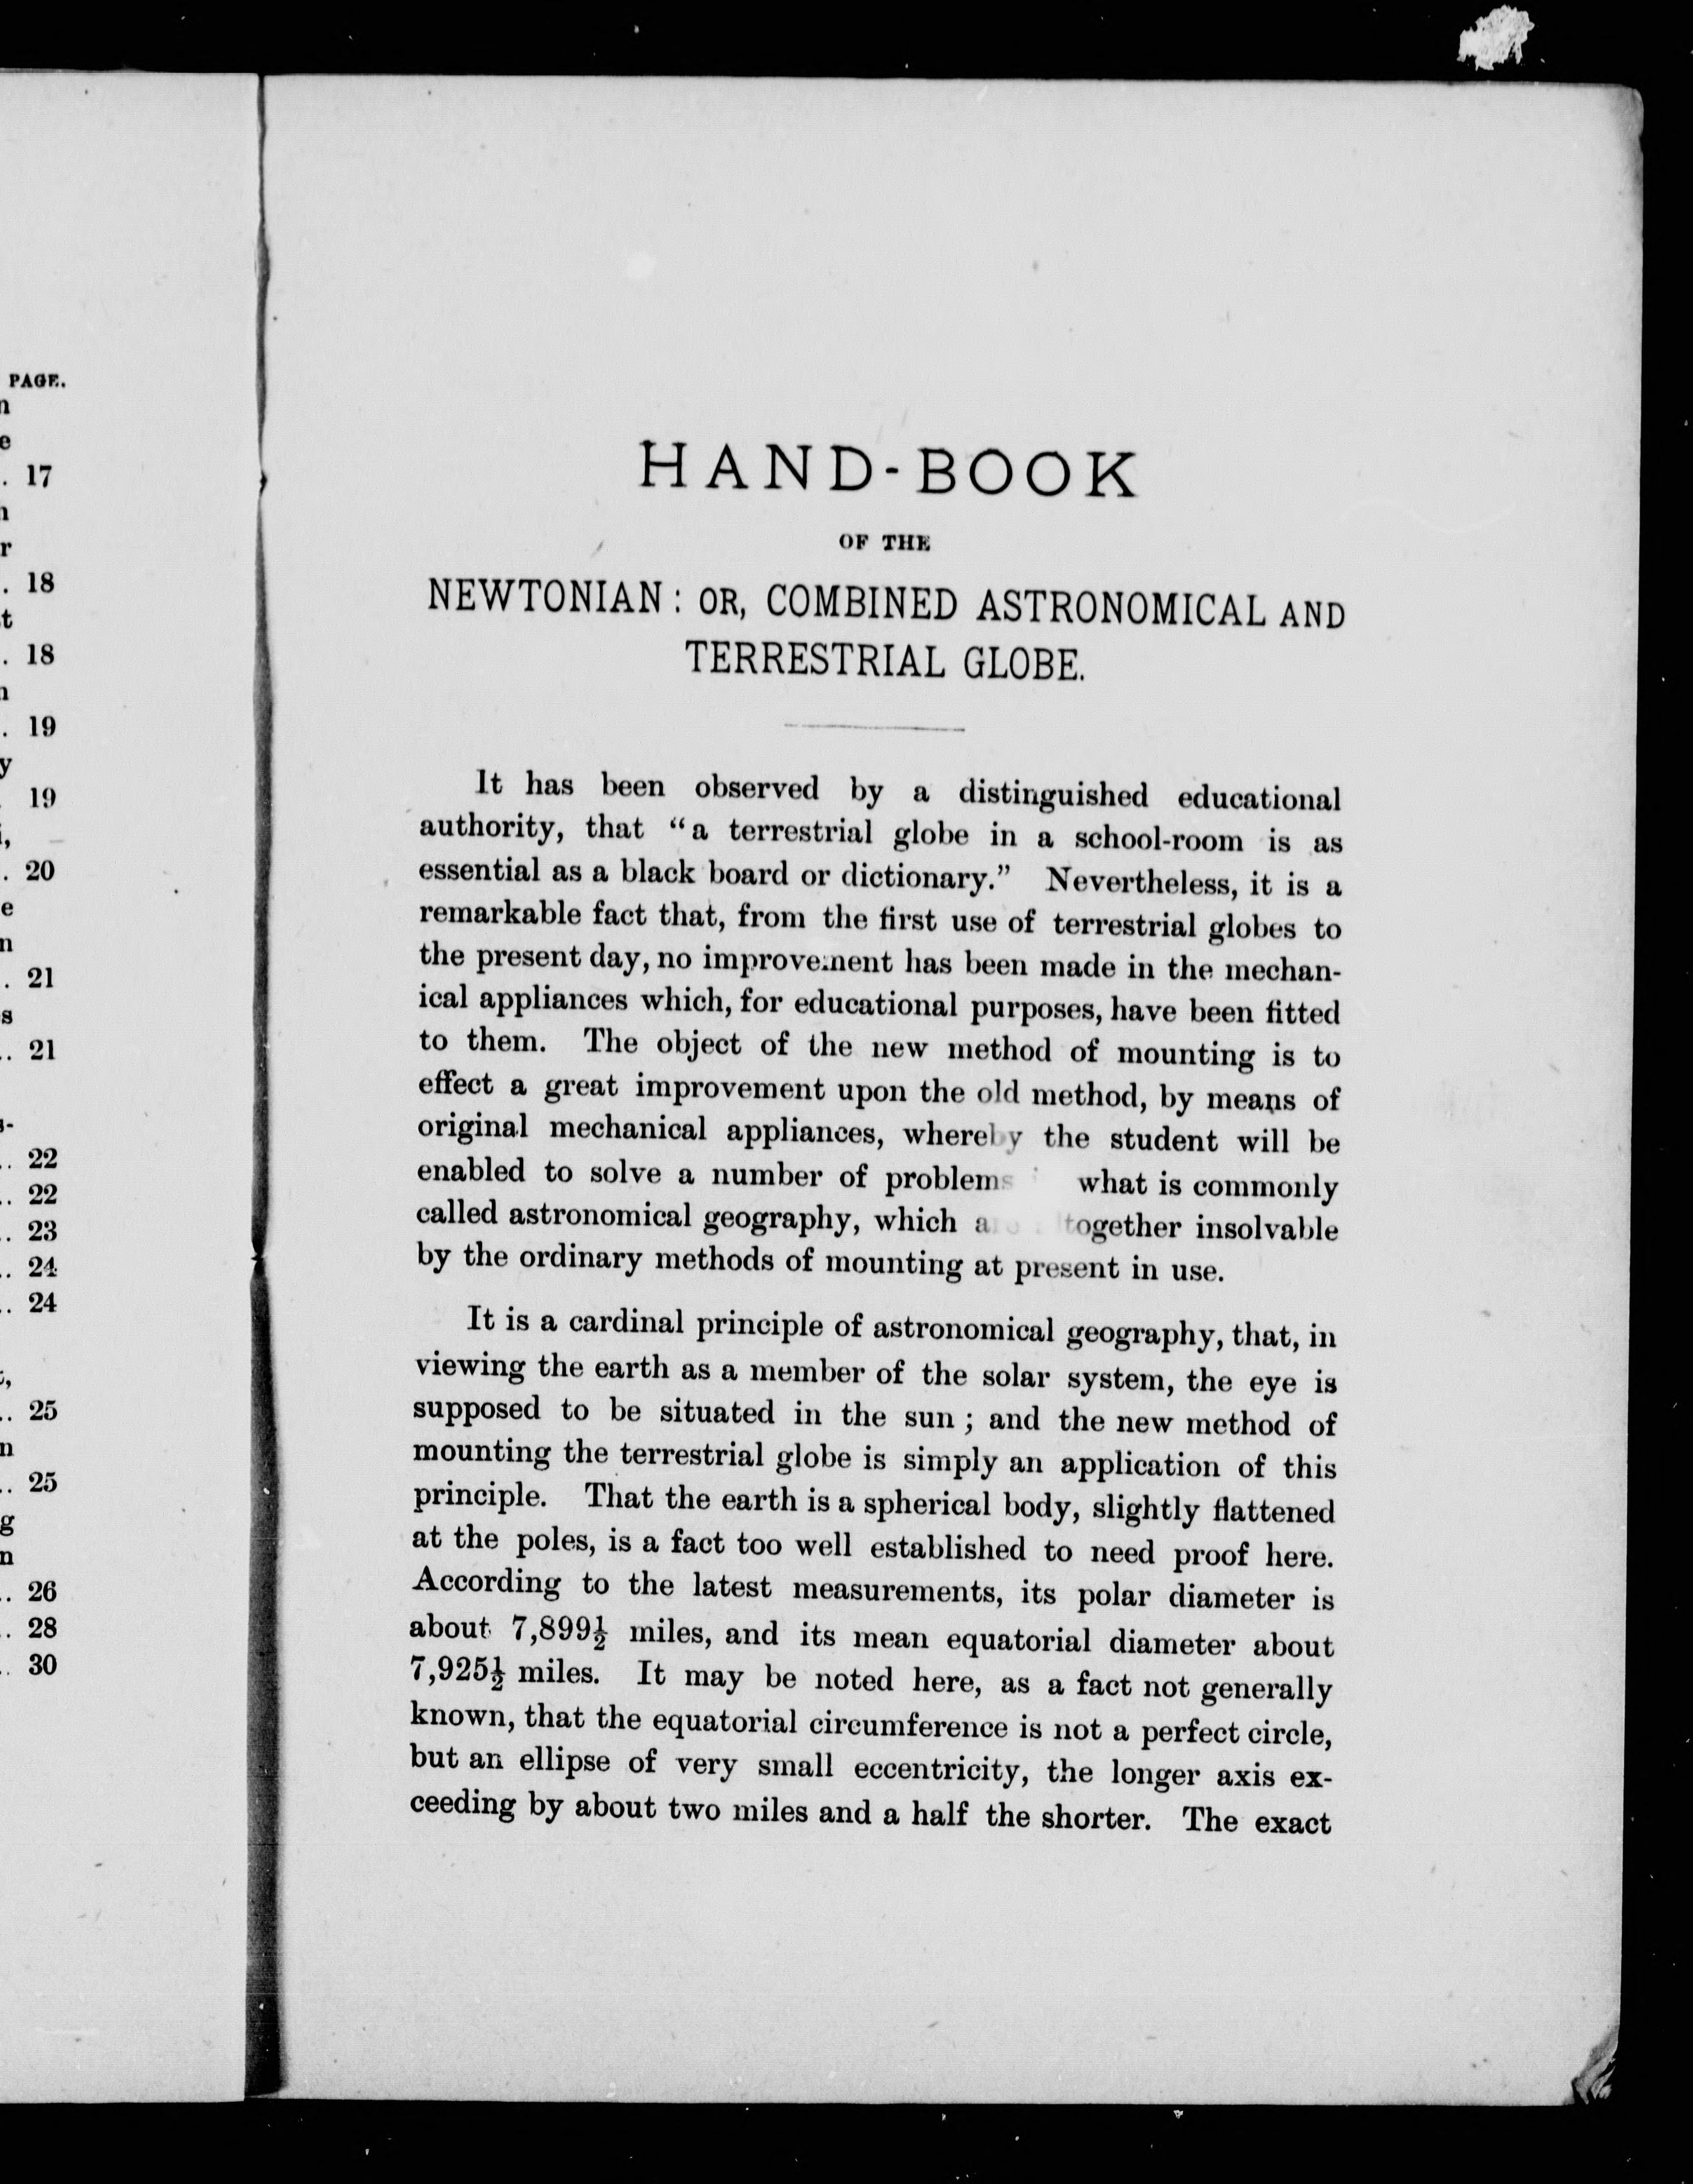 PAGE.
n
e
. 17
n
r
. 18
t
. 18
n
. 19
y
. 19
i,
. 20
e
n
. 21
s
.. 21
s-
.. 22
.. 22
.. 23
.. 24
.. 24
t,
.. 25
n
.. 25
g
n
.. 26
.. 28
.. 30
HAND-BOOK
OF THE
NEWTONIAN: OR, COMBINED ASTRONOMICAL AND
TERRESTRIAL GLOBE.
It has been observed by a distinguished educational
authority, that “a terrestrial globe in a school-room is as
essential as a black board or dictionary.” Nevertheless, it is a
remarkable fact that, from the first use of terrestrial globes to
the present day, no improvement has been made in the mechan-
ical appliances which, for educational purposes, have been fitted
to them. The object of the new method of mounting is to
effect a great improvement upon the old method, by means of
original mechanical appliances, whereby the student will be
enabled to solve a number of problems what is commonly
called astronomical geography, which together insolvable
by the ordinary methods of mounting at present in use.
It is a cardinal principle of astronomical geography, that, in
viewing the earth as a member of the solar system, the eye is
supposed to be situated in the sun; and the new method of
mounting the terrestrial globe is simply an application of this
principle. That the earth is a spherical body, slightly flattened
at the poles, is a fact too well established to need proof here.
According to the latest measurements, its polar diameter is
about 7,899½ miles, and its mean equatorial diameter about
7,925½ miles. It may be noted here, as a fact not generally
known, that the equatorial circumference is not a perfect circle,
but an ellipse of very small eccentricity, the longer axis ex-
ceeding by about two miles and a half the shorter. The exact